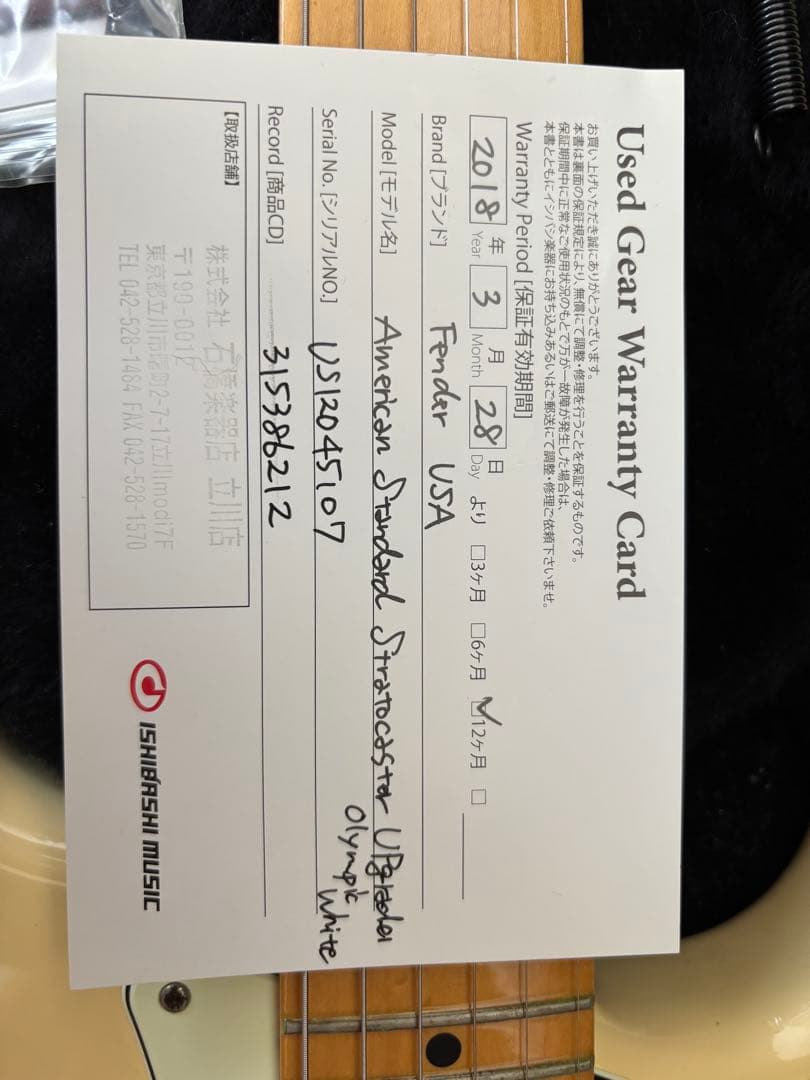 Used Gear Warranty Card
お買い上げいただき誠にありがとうございます。
本書は裏面の保証規定により、無償にて調整・修理を行うことを保証するものです。
保証期間中に正常なご使用状況のもとで万が一故障が発生した場合は、
本書とともにイシバシ楽器にお持ち込みあるいはご郵送にて調整・修理ご依頼下さいませ。
Warranty Period [保証有効期間]
2018 年 Year 3 月 Month 28 日 Day より □3ヶ月 □6ヶ月 ☑12ヶ月 □
Brand [ブランド] Fender USA
Model [モデル名] American Standard Stratocaster UPgraded
Olympic White
Serial No. [シリアルNO.] US12045107
Record [商品CD] 315386212
【取扱店舗】
株式会社 石橋楽器店 立川店
〒190-0012
東京都立川市曙町2-7-17立川modi7F
TEL 042-528-1484 FAX 042-528-1570
ISHIBASHI MUSIC